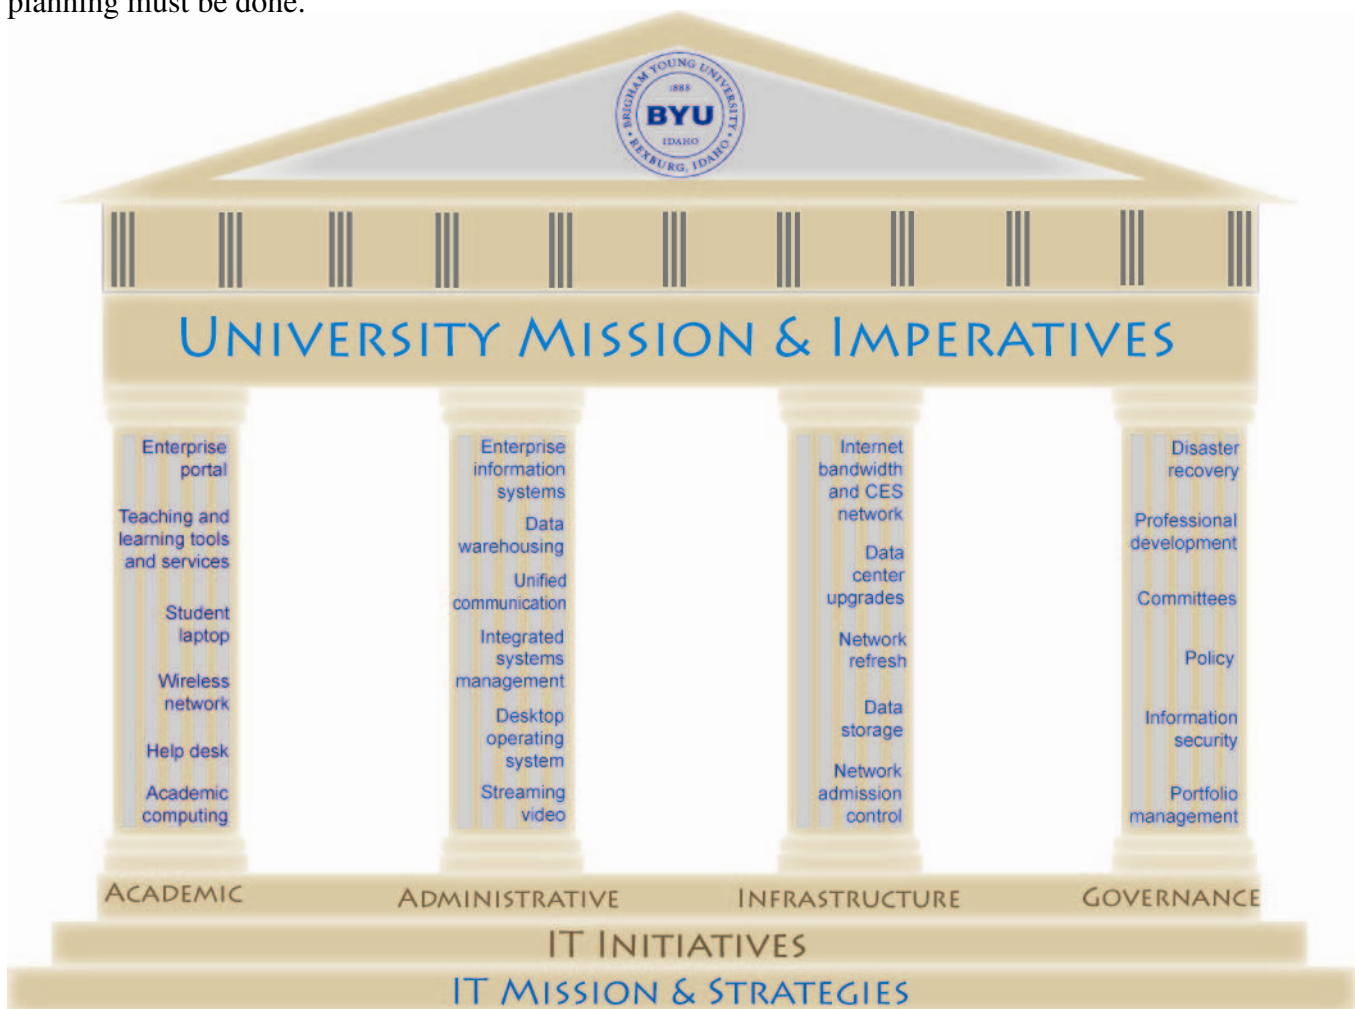 planning must be done.
BRIGHAM YOUNG UNIVERSITY
1888
BYU
IDAHO
REXBURG, IDAHO
UNIVERSITY MISSION & IMPERATIVES
Enterprise
portal
Teaching and
learning tools
and services
Student
laptop
Wireless
network
Help desk
Academic
computing
Enterprise
information
systems
Data
warehousing
Unified
communication
Integrated
systems
management
Desktop
operating
system
Streaming
video
Internet
bandwidth
and CES
network
Data
center
upgrades
Network
refresh
Data
storage
Network
admission
control
Disaster
recovery
Professional
development
Committees
Policy
Information
security
Portfolio
management
ACADEMIC
ADMINISTRATIVE
INFRASTRUCTURE
GOVERNANCE
IT INITIATIVES
IT MISSION & STRATEGIES